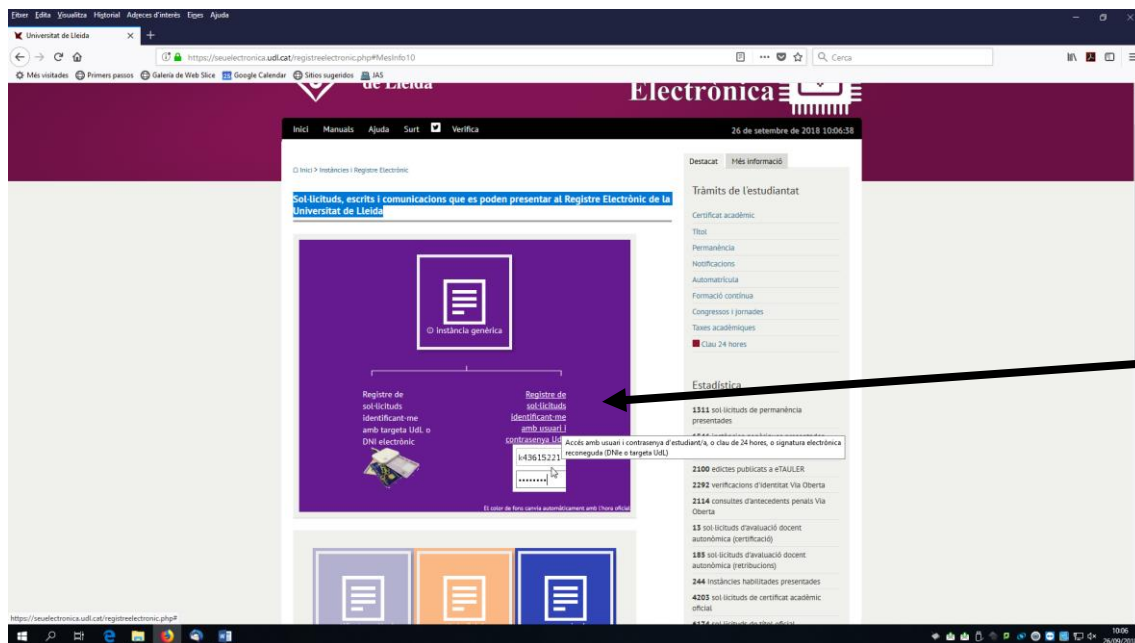 Fitxer Edita Visualitza Historial Adreces d'interès Eines Ajuda
Universitat de Lleida
https://seuelectronica.udl.cat/registreelectronic.php#MesInfo10
Cerca
Més visitades Primers passos Galería de Web Slice Google Calendar Sitios sugeridos JAS
de Lleida
Electrònica
Inici Manuals Ajuda Surt Verifica
26 de setembre de 2018 10:06:38
Inici > Instàncies i Registre Electrònic
Destacat Més informació
Sol·licituds, escrits i comunicacions que es poden presentar al Registre Electrònic de la
Universitat de Lleida
Instància genèrica
Registre de
sol·licituds
identificant-me
amb targeta UdL o
DNI electrònic
Registre de
sol·licituds
identificant-me
amb usuari i
contrasenya UdL
Accés amb usuari i contrasenya d'estudiant/a, o clau de 24 hores, o signatura electrònica
reconeguda (DNIe o targeta UdL)
k43615221
El color de fons canvia automàticament amb l'hora oficial
Tràmits de l'estudiantat
Certificat acadèmic
Títol
Permanència
Notificacions
Automatrícula
Formació contínua
Congressos i jornades
Taxes acadèmiques
Clau 24 hores
Estadística
1311 sol·licituds de permanència
presentades
2100 edictes publicats a eTAULER
2292 verificacions d'identitat Via Oberta
2114 consultes d'antecedents penals Via
Oberta
13 sol·licituds d'avaluació docent
autonòmica (certificació)
185 sol·licituds d'avaluació docent
autonòmica (retribucions)
244 instàncies habilitades presentades
4203 sol·licituds de certificat acadèmic
oficial
https://seuelectronica.udl.cat/registreelectronic.php#
10:06